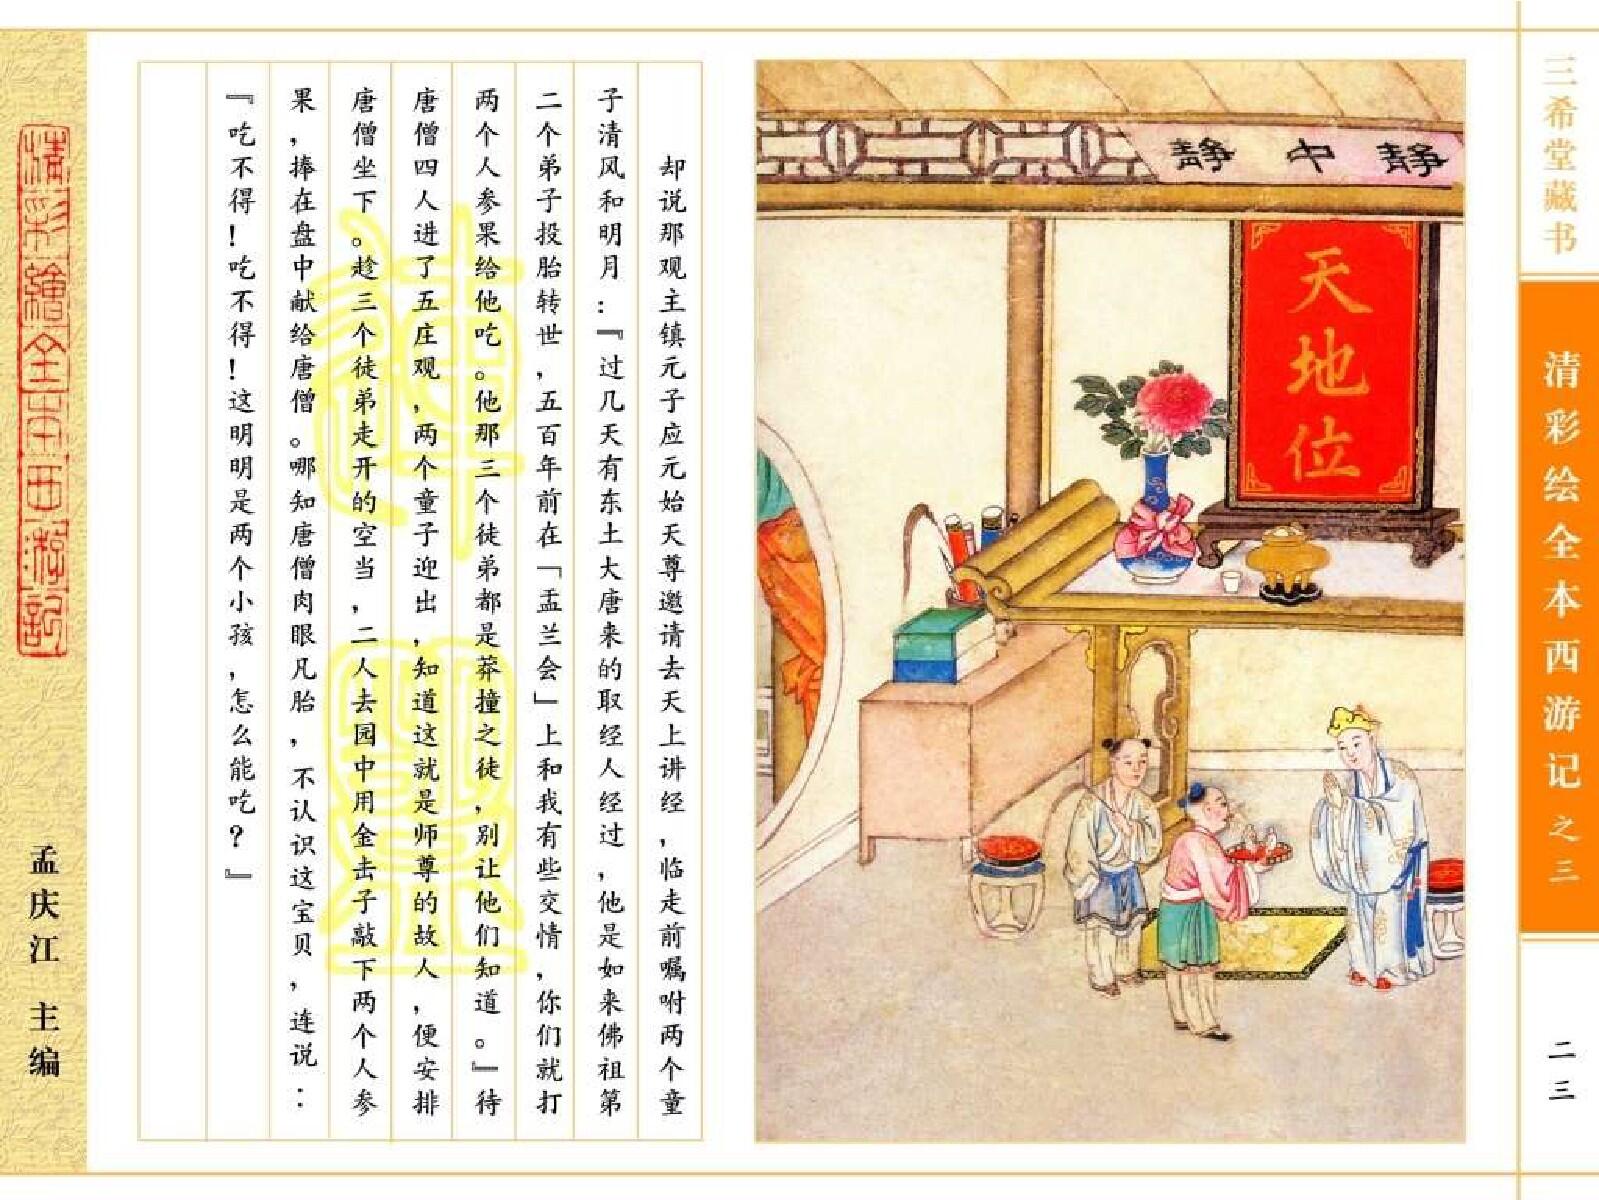 三希堂藏书
清彩绘全本西游记之三
二三
静中静
天地位
却说那观主镇元子应元始天尊邀请去天上讲经，临走前嘱咐两个童
子清风和明月：『过几天有东土大唐来的取经人经过，他是如来佛祖第
二个弟子投胎转世，五百年前在「盂兰会」上和我有些交情，你们就打
两个人参果给他吃。他那三个徒弟都是莽撞之徒，别让他们知道。』待
唐僧四人进了五庄观，两个童子迎出，知道这就是师尊的故人，便安排
唐僧坐下。趁三个徒弟走开的空当，二人去园中用金击子敲下两个人参
果，捧在盘中献给唐僧。哪知唐僧肉眼凡胎，不认识这宝贝，连说：
『吃不得！吃不得！这明明是两个小孩，怎么能吃？』
清彩繪全本西游記
孟庆江 主编